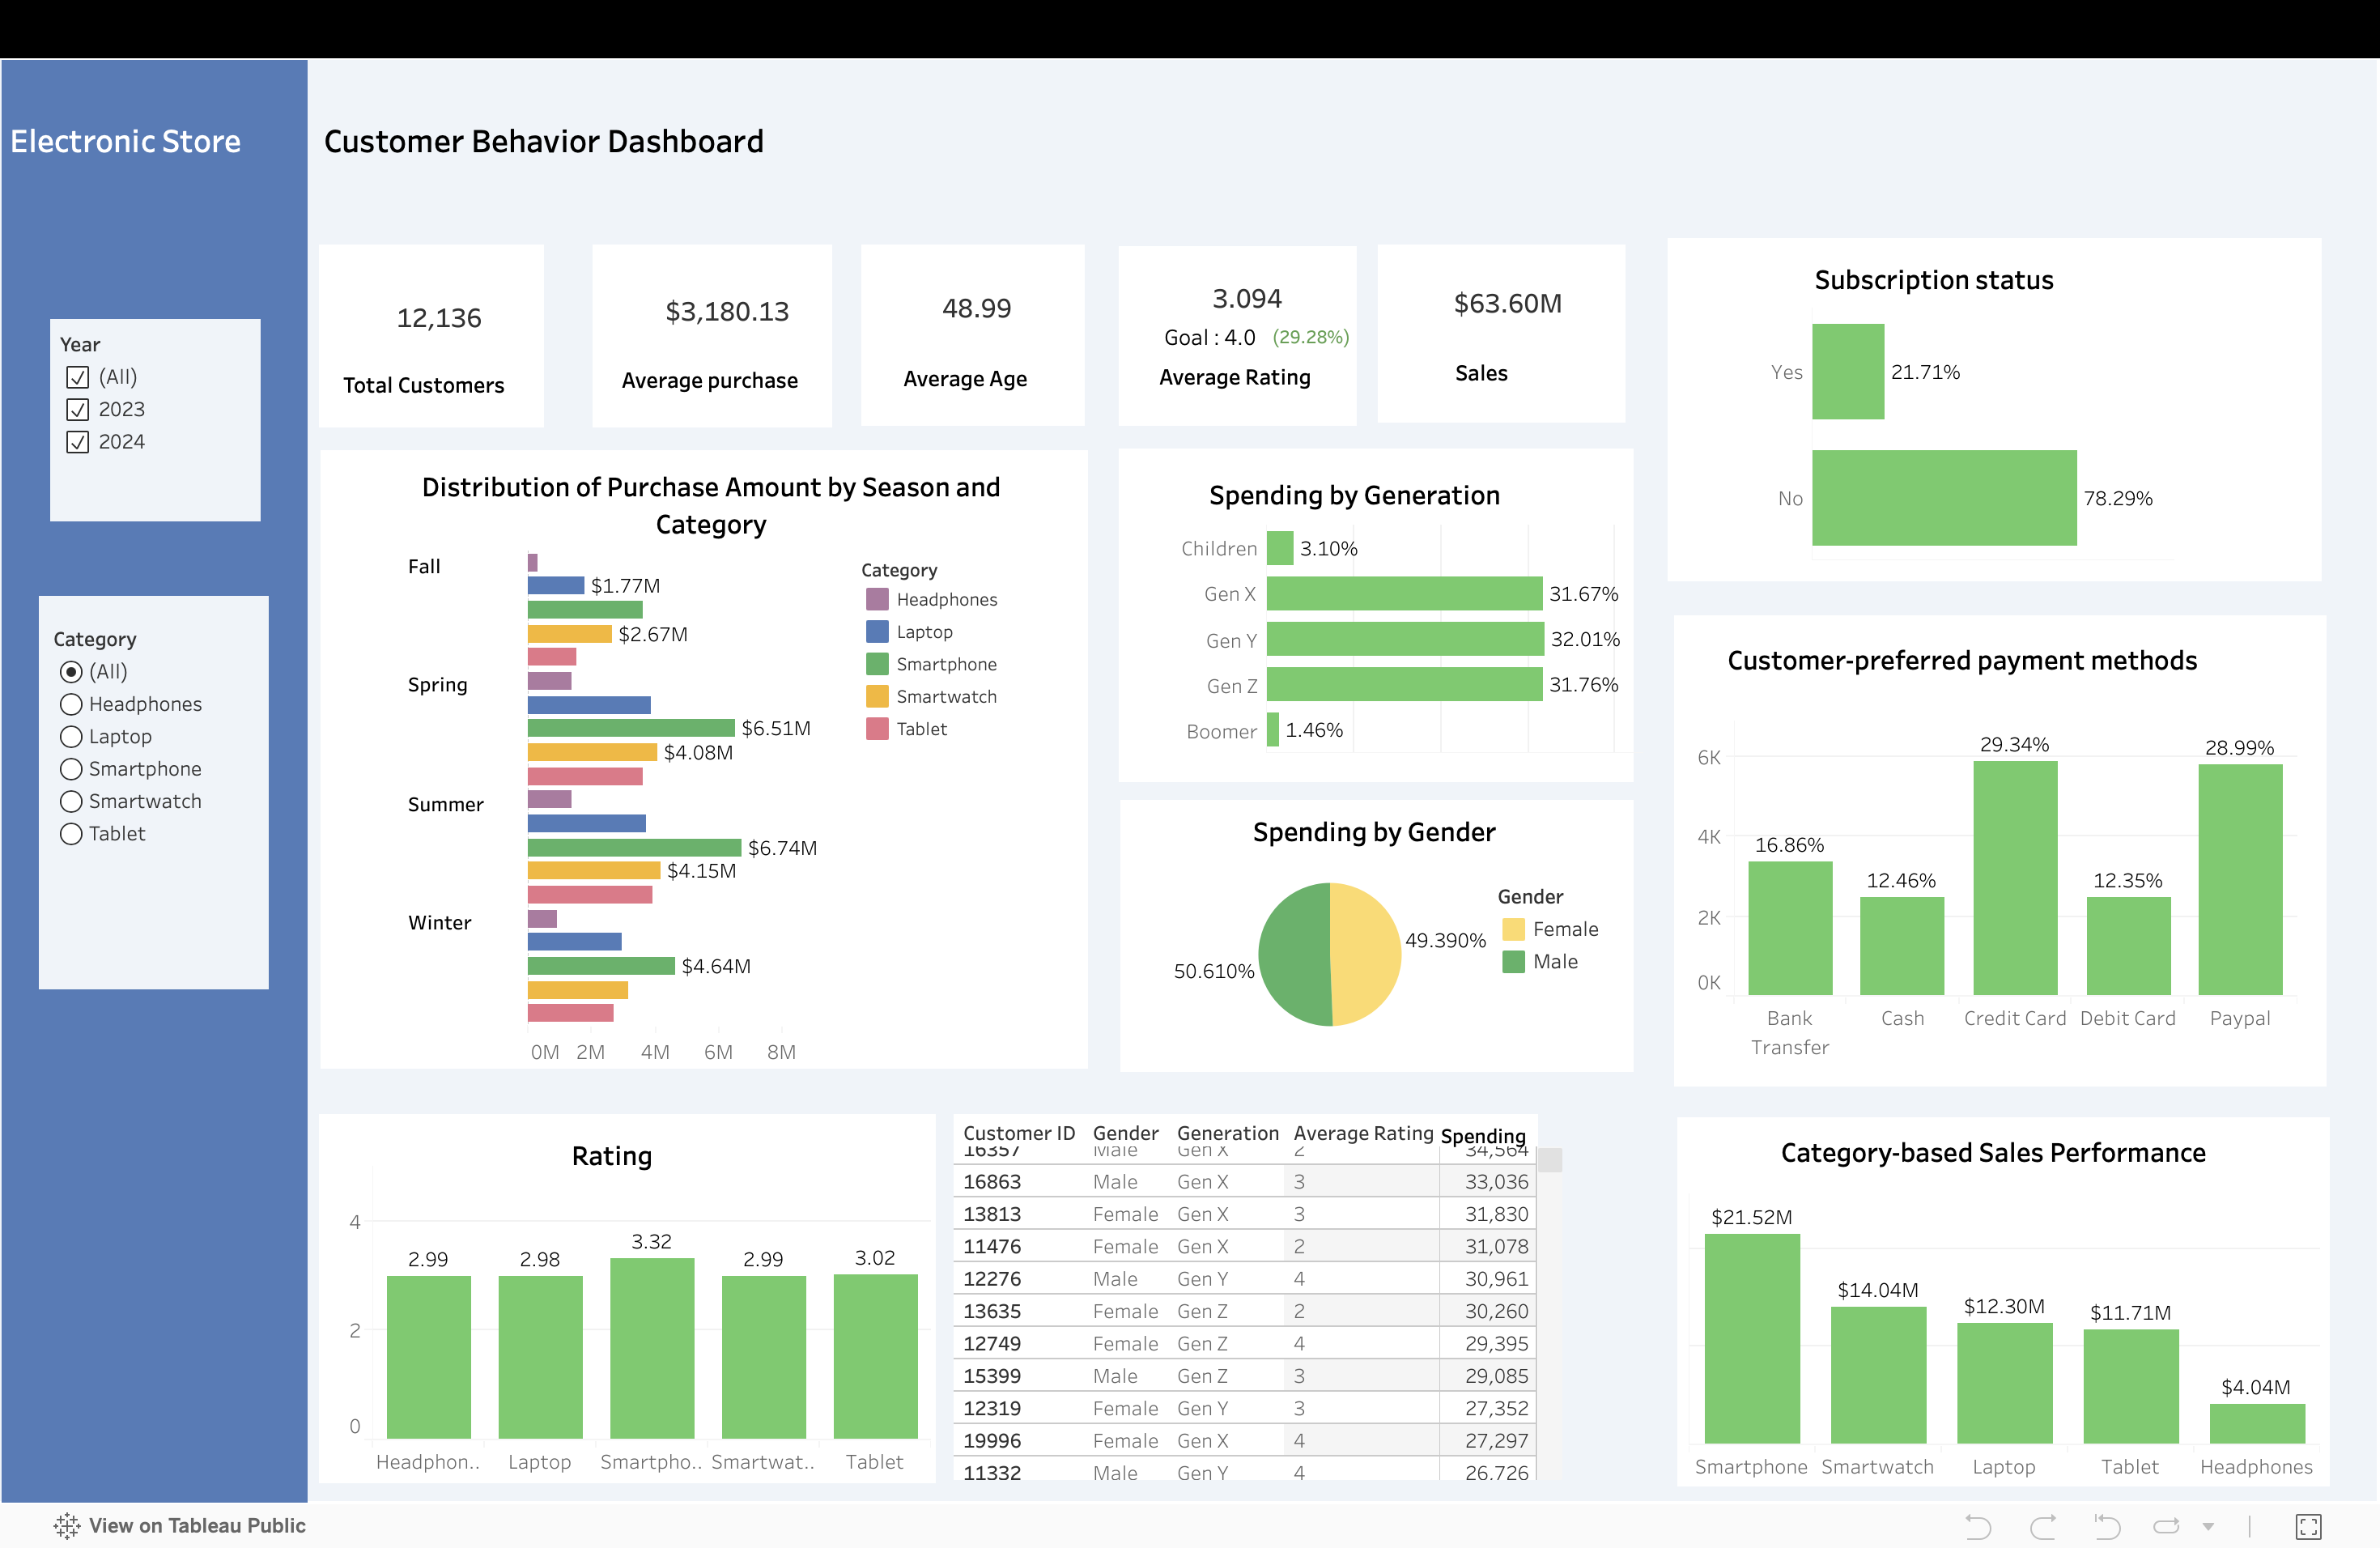 Electronic Store
Customer Behavior Dashboard
Year
(All)
2023
2024
Category
(All)
Headphones
Laptop
Smartphone
Smartwatch
Tablet
12,136
Total Customers
$3,180.13
Average purchase
48.99
Average Age
3.094
Goal : 4.0 (29.28%)
Average Rating
$63.60M
Sales
Subscription status
Yes 21.71%
No 78.29%
Distribution of Purchase Amount by Season and
Category
Fall
$1.77M
$2.67M
Spring
$6.51M
$4.08M
Summer
$6.74M
$4.15M
Winter
$4.64M
0M 2M 4M 6M 8M
Category
Headphones
Laptop
Smartphone
Smartwatch
Tablet
Spending by Generation
Children 3.10%
Gen X 31.67%
Gen Y 32.01%
Gen Z 31.76%
Boomer 1.46%
Spending by Gender
50.610%
49.390%
Gender
Female
Male
Customer-preferred payment methods
6K
4K
2K
0K
16.86% 12.46% 29.34% 12.35% 28.99%
Bank Cash Credit Card Debit Card Paypal
Transfer
Rating
4
2
0
2.99 2.98 3.32 2.99 3.02
Headphon.. Laptop Smartpho.. Smartwat.. Tablet
Customer ID Gender Generation Average Rating Spending
16357 Male Gen X 2 34,564
16863 Male Gen X 3 33,036
13813 Female Gen X 3 31,830
11476 Female Gen X 2 31,078
12276 Male Gen Y 4 30,961
13635 Female Gen Z 2 30,260
12749 Female Gen Z 4 29,395
15399 Male Gen Z 3 29,085
12319 Female Gen Y 3 27,352
19996 Female Gen X 4 27,297
11332 Male Gen Y 4 26,726
Category-based Sales Performance
$21.52M $14.04M $12.30M $11.71M $4.04M
Smartphone Smartwatch Laptop Tablet Headphones
View on Tableau Public